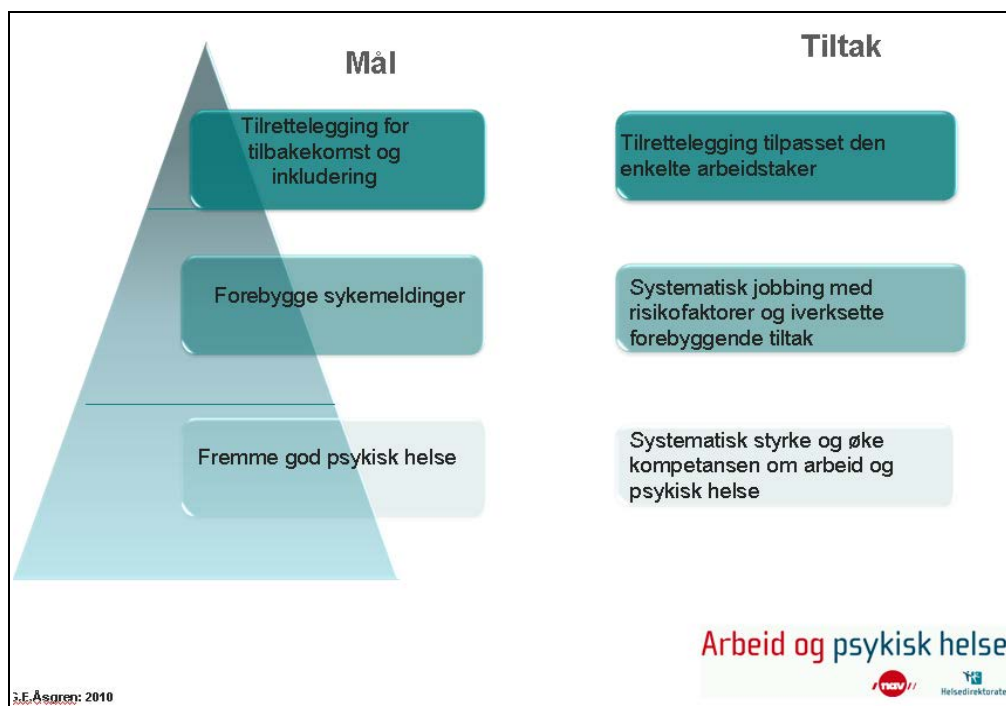 Mål
Tiltak
Tilrettelegging for
tilbakekomst og
inkludering
Tilrettelegging tilpasset den
enkelte arbeidstaker
Forebygge sykemeldinger
Systematisk jobbing med
risikofaktorer og iverksette
forebyggende tiltak
Fremme god psykisk helse
Systematisk styrke og øke
kompetansen om arbeid og
psykisk helse
Arbeid og psykisk helse
nav
Helsedirektorate
G.E.Åsgren: 2010